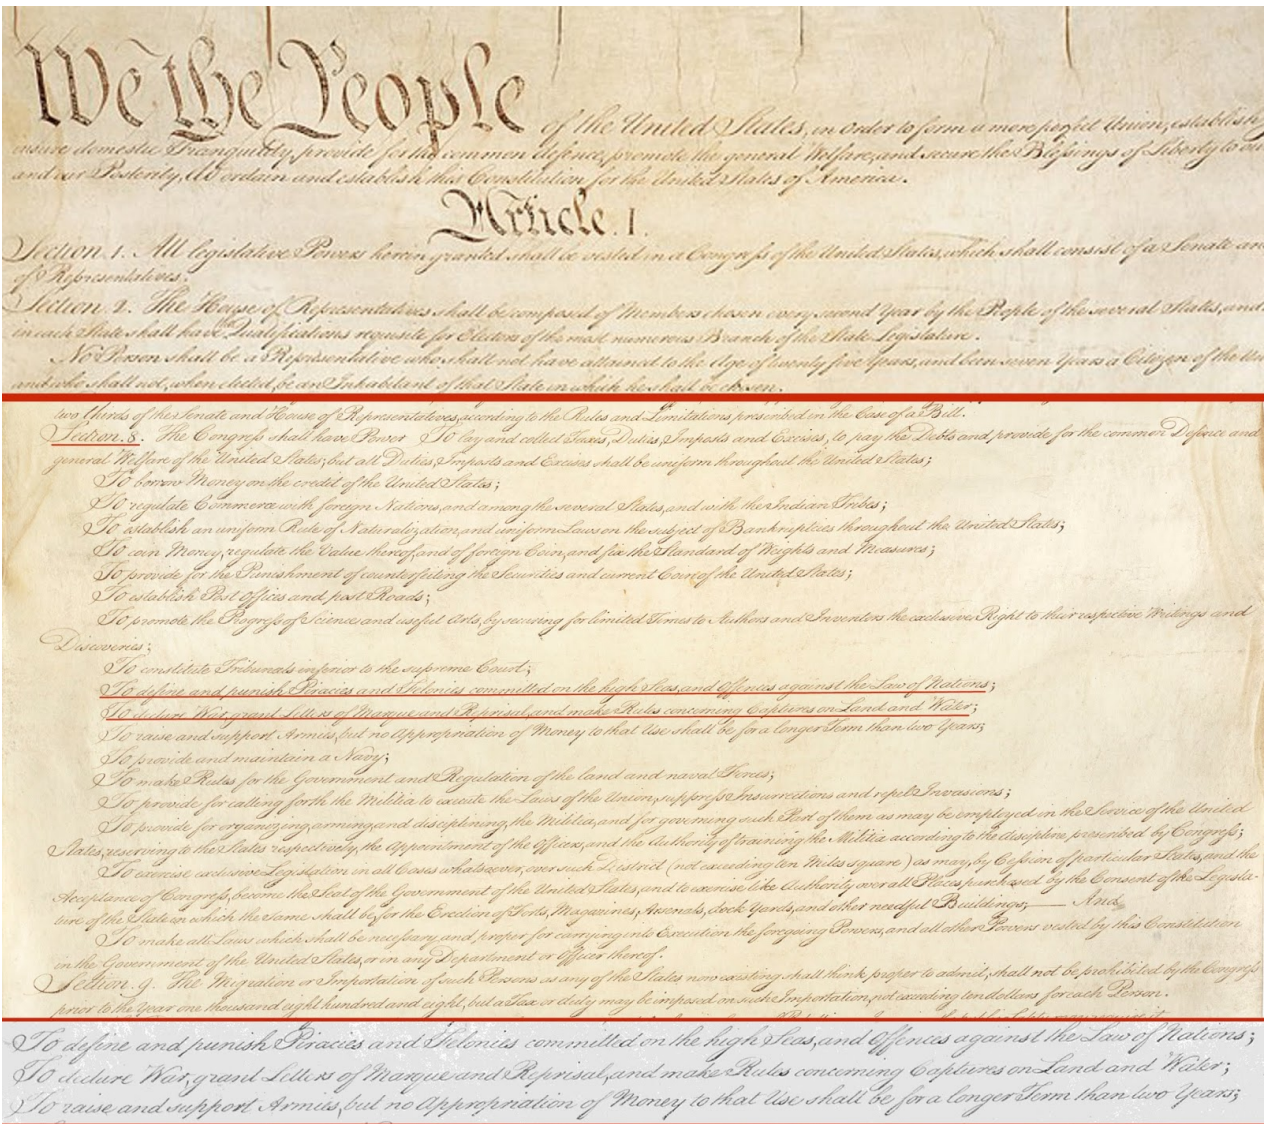 We the People of the United States, in Order to form a more perfect Union, establish
insure domestic Tranquility, provide for the common defence, promote the general Welfare, and secure the Blessings of Liberty to our
and our Posterity, do ordain and establish this Constitution for the United States of America.
Article. I.
Section. 1. All legislative Powers herein granted shall be vested in a Congress of the United States, which shall consist of a Senate and
of Representatives.
Section. 2. The House of Representatives shall be composed of Members chosen every second Year by the People of the several States, and
in each State shall have the Qualifications requisite for Electors of the most numerous Branch of the State Legislature.
No Person shall be a Representative who shall not have attained to the Age of twenty five Years, and been seven Years a Citizen of the
and who shall not, when elected, be an Inhabitant of that State in which he shall be chosen.
two thirds of the Senate and House of Representatives, according to the Rules and Limitations prescribed in the Case of a Bill.
Section. 8. The Congress shall have Power To lay and collect Taxes, Duties, Imposts and Excises, to pay the Debts and provide for the common Defence and
general Welfare of the United States; but all Duties, Imposts and Excises shall be uniform throughout the United States;
To borrow Money on the credit of the United States;
To regulate Commerce with foreign Nations, and among the several States, and with the Indian Tribes;
To establish an uniform Rule of Naturalization, and uniform Laws on the subject of Bankruptcies throughout the United States;
To coin Money, regulate the Value thereof, and of foreign Coin, and fix the Standard of Weights and Measures;
To provide for the Punishment of counterfeiting the Securities and current Coin of the United States;
To establish Post Offices and post Roads;
To promote the Progress of Science and useful Arts, by securing for limited Times to Authors and Inventors the exclusive Right to their respective Writings and
Discoveries;
To constitute Tribunals inferior to the supreme Court;
To define and punish Piracies and Felonies committed on the high Seas, and Offences against the Law of Nations;
To declare War, grant Letters of Marque and Reprisal, and make Rules concerning Captures on Land and Water;
To raise and support Armies, but no Appropriation of Money to that Use shall be for a longer Term than two Years;
To provide and maintain a Navy;
To make Rules for the Government and Regulation of the land and naval Forces;
To provide for calling forth the Militia to execute the Laws of the Union, suppress Insurrections and repel Invasions;
To provide for organizing, arming, and disciplining, the Militia, and for governing such Part of them as may be employed in the Service of the United
States, reserving to the States respectively, the Appointment of the Officers, and the Authority of training the Militia according to the discipline prescribed by Congress;
To exercise exclusive Legislation in all Cases whatsoever, over such District (not exceeding ten Miles square) as may, by Cession of particular States, and the
Acceptance of Congress, become the Seat of the Government of the United States, and to exercise like Authority over all Places purchased by the Consent of the Legisla-
ture of the State in which the Same shall be, for the Erection of Forts, Magazines, Arsenals, dock-Yards, and other needful Buildings;—And
To make all Laws which shall be necessary and proper for carrying into Execution the foregoing Powers, and all other Powers vested by this Constitution
in the Government of the United States, or in any Department or Officer thereof.
Section. 9. The Migration or Importation of such Persons as any of the States now existing shall think proper to admit, shall not be prohibited by the Congress
prior to the Year one thousand eight hundred and eight, but a Tax or duty may be imposed on such Importation, not exceeding ten dollars for each Person.
To define and punish Piracies and Felonies committed on the high Seas, and Offences against the Law of Nations;
To declare War, grant Letters of Marque and Reprisal, and make Rules concerning Captures on Land and Water;
To raise and support Armies, but no Appropriation of Money to that Use shall be for a longer Term than two Years;